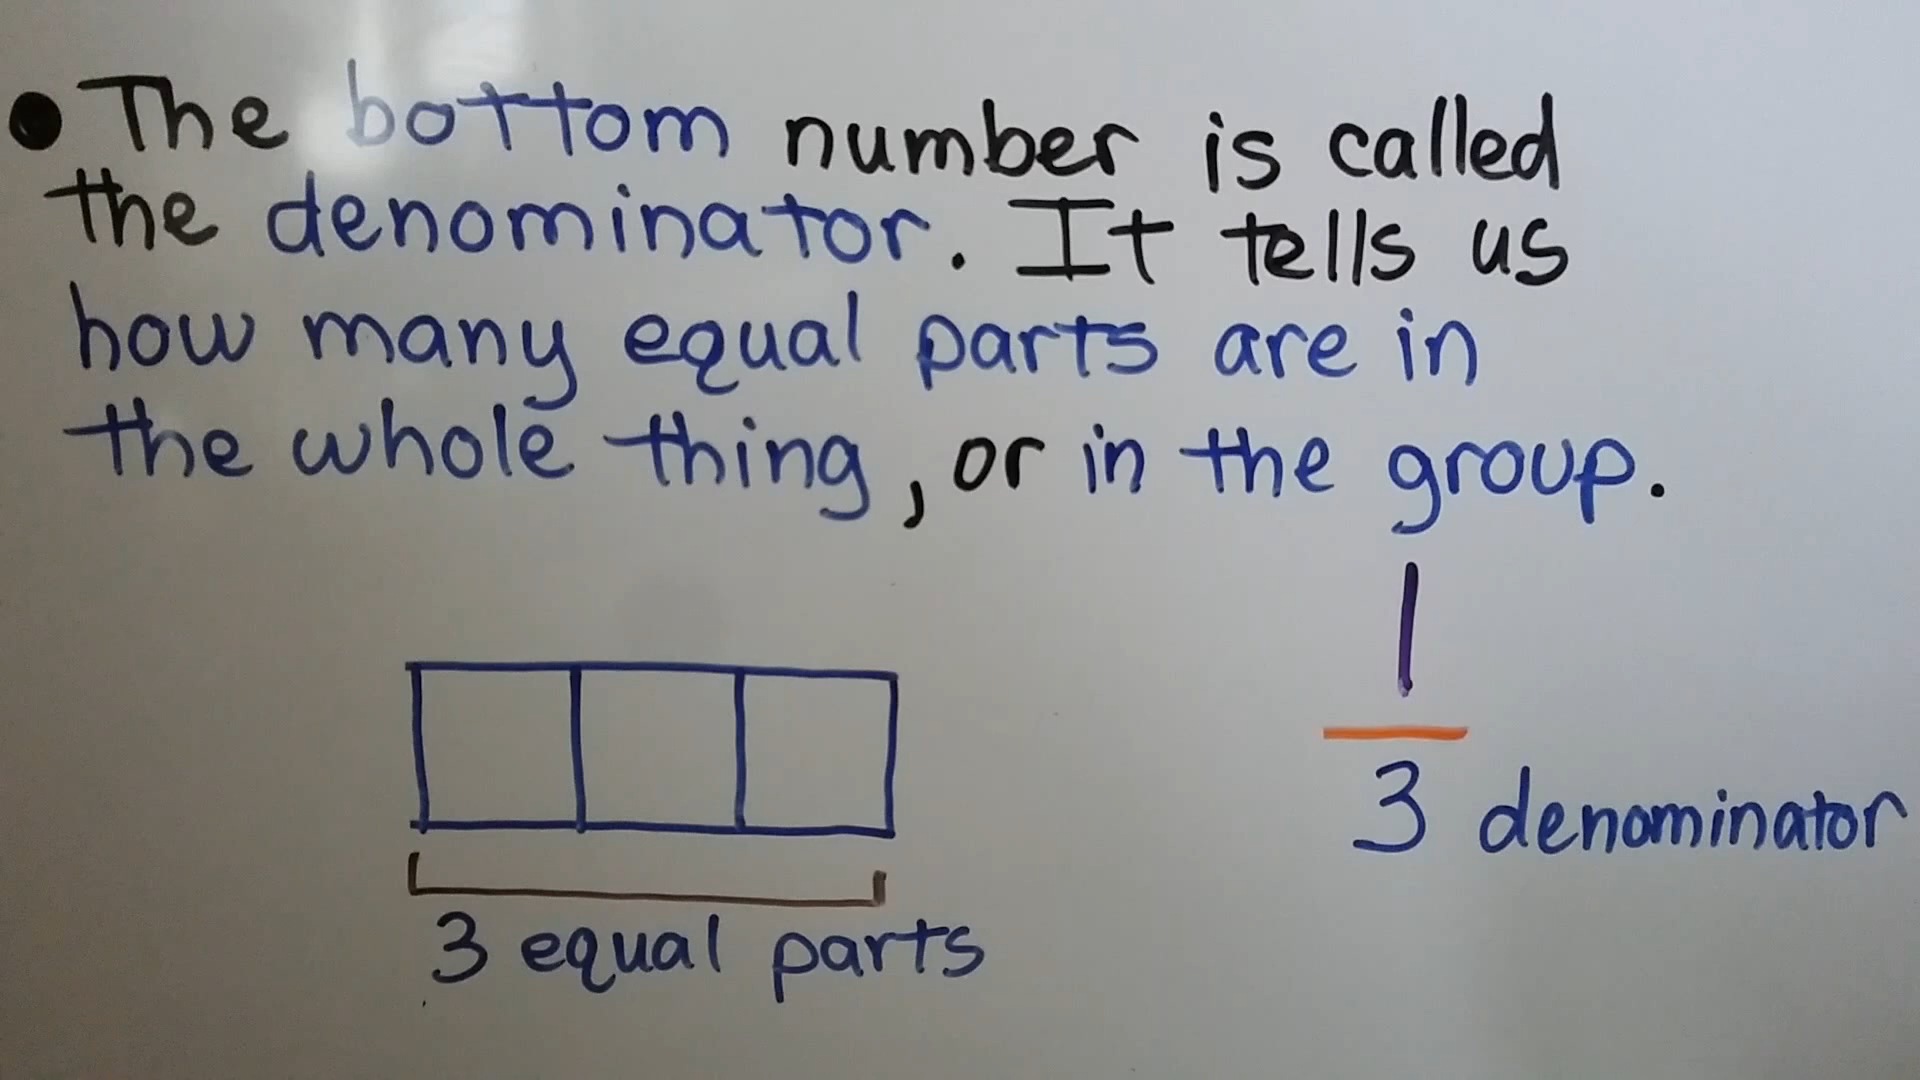 • The bottom number is called
the denominator. It tells us
how many equal parts are in
the whole thing, or in the group.
1
3 denominator
3 equal parts